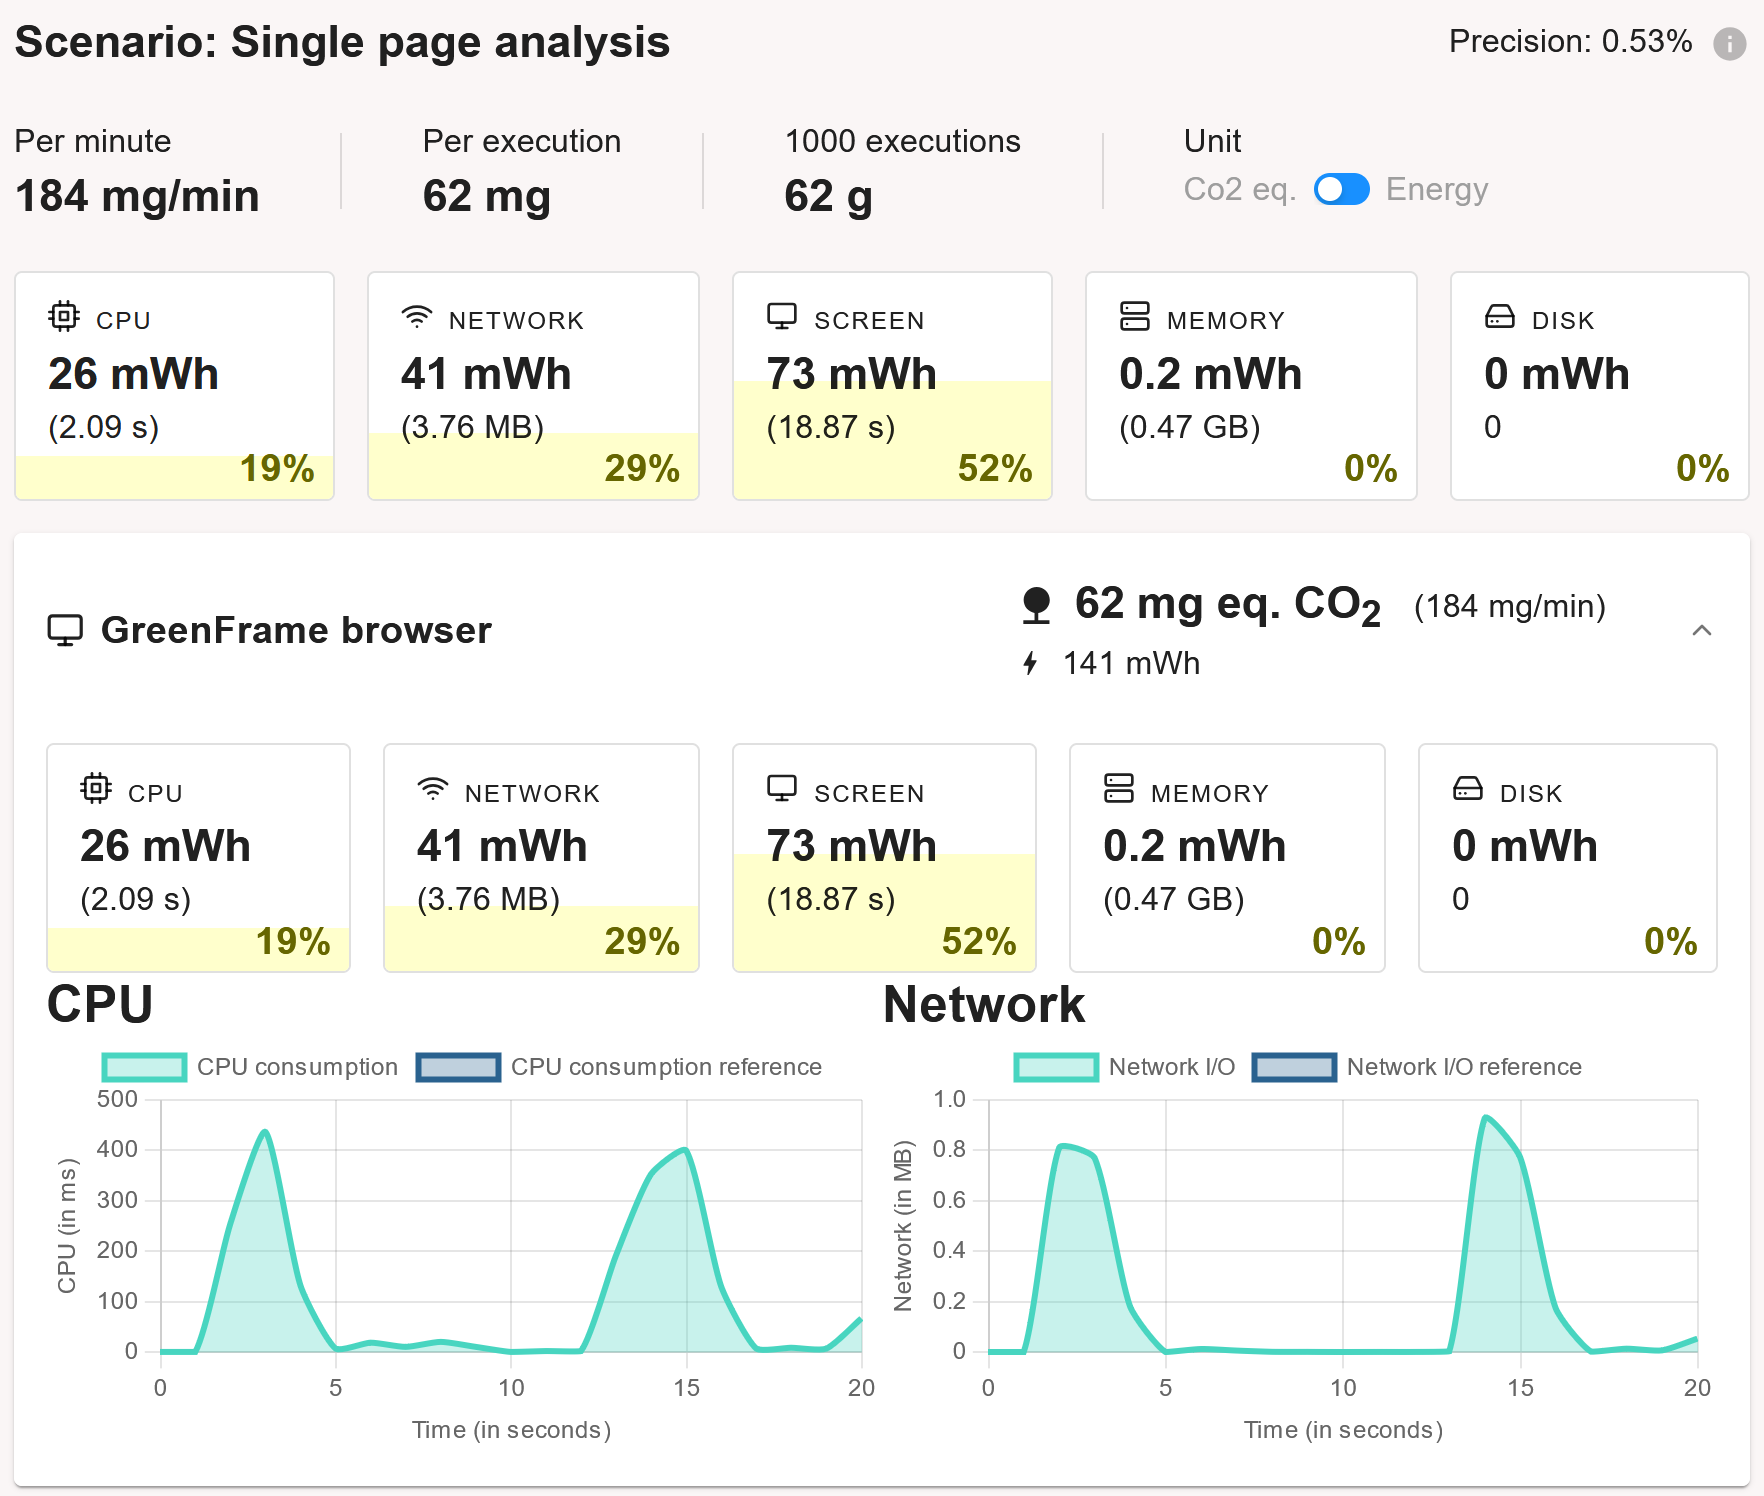 Scenario: Single page analysis
Precision: 0.53%
Per minute
184 mg/min
Per execution
62 mg
1000 executions
62 g
Unit
Co2 eq. Energy
CPU
26 mWh
(2.09 s)
19%
NETWORK
41 mWh
(3.76 MB)
29%
SCREEN
73 mWh
(18.87 s)
52%
MEMORY
0.2 mWh
(0.47 GB)
0%
DISK
0 mWh
0
0%
GreenFrame browser
62 mg eq. CO2 (184 mg/min)
141 mWh
CPU
26 mWh
(2.09 s)
19%
NETWORK
41 mWh
(3.76 MB)
29%
SCREEN
73 mWh
(18.87 s)
52%
MEMORY
0.2 mWh
(0.47 GB)
0%
DISK
0 mWh
0
0%
CPU
CPU consumption CPU consumption reference
CPU (in ms)
500
400
300
200
100
0
0 5 10 15 20
Time (in seconds)
Network
Network I/O Network I/O reference
Network (in MB)
1.0
0.8
0.6
0.4
0.2
0
0 5 10 15 20
Time (in seconds)